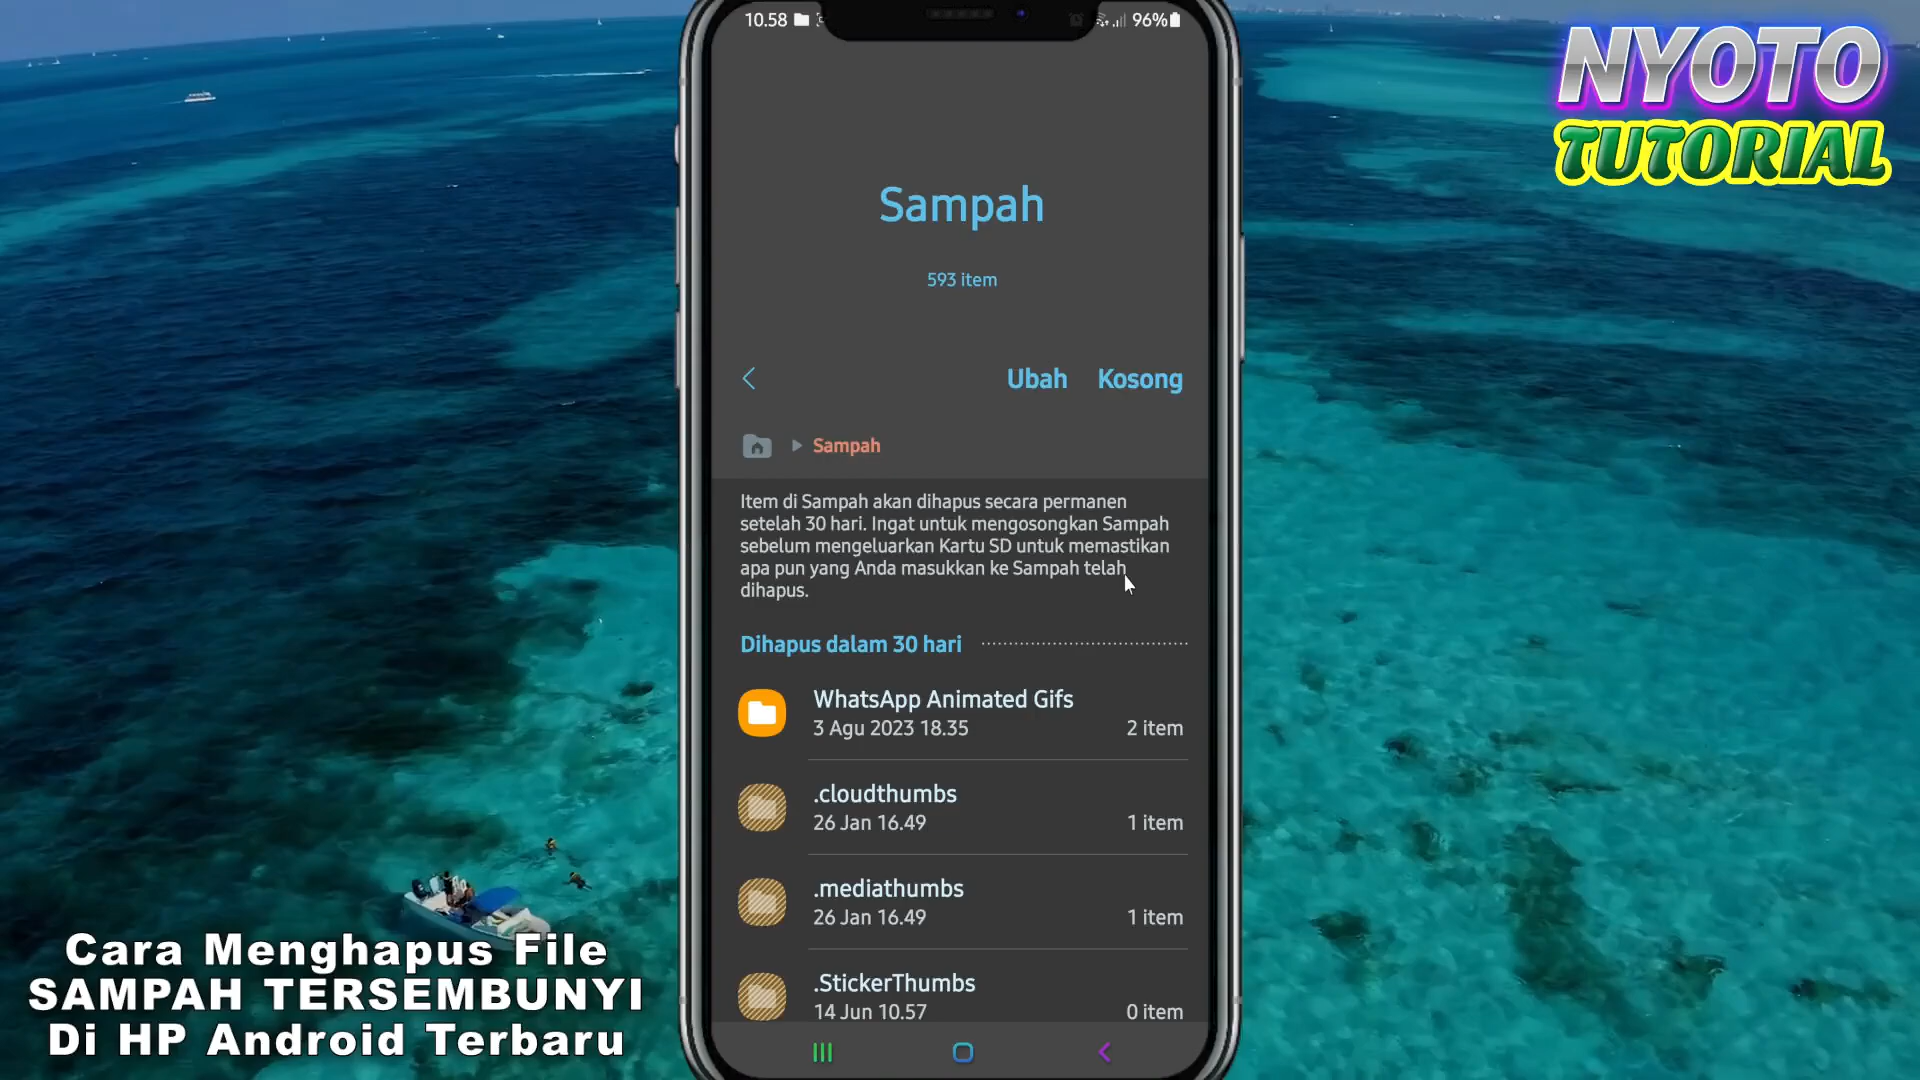 10.58
96%
NYOTO
TUTORIAL
Sampah
593 item
Ubah
Kosong
Sampah
Item di Sampah akan dihapus secara permanen
setelah 30 hari. Ingat untuk mengosongkan Sampah
sebelum mengeluarkan Kartu SD untuk memastikan
apa pun yang Anda masukkan ke Sampah telah
dihapus.
Dihapus dalam 30 hari
WhatsApp Animated Gifs
3 Agu 2023 18.35
2 item
.cloudthumbs
26 Jan 16.49
1 item
.mediathumbs
26 Jan 16.49
1 item
.StickerThumbs
14 Jun 10.57
0 item
Cara Menghapus File
SAMPAH TERSEMBUNYI
Di HP Android Terbaru